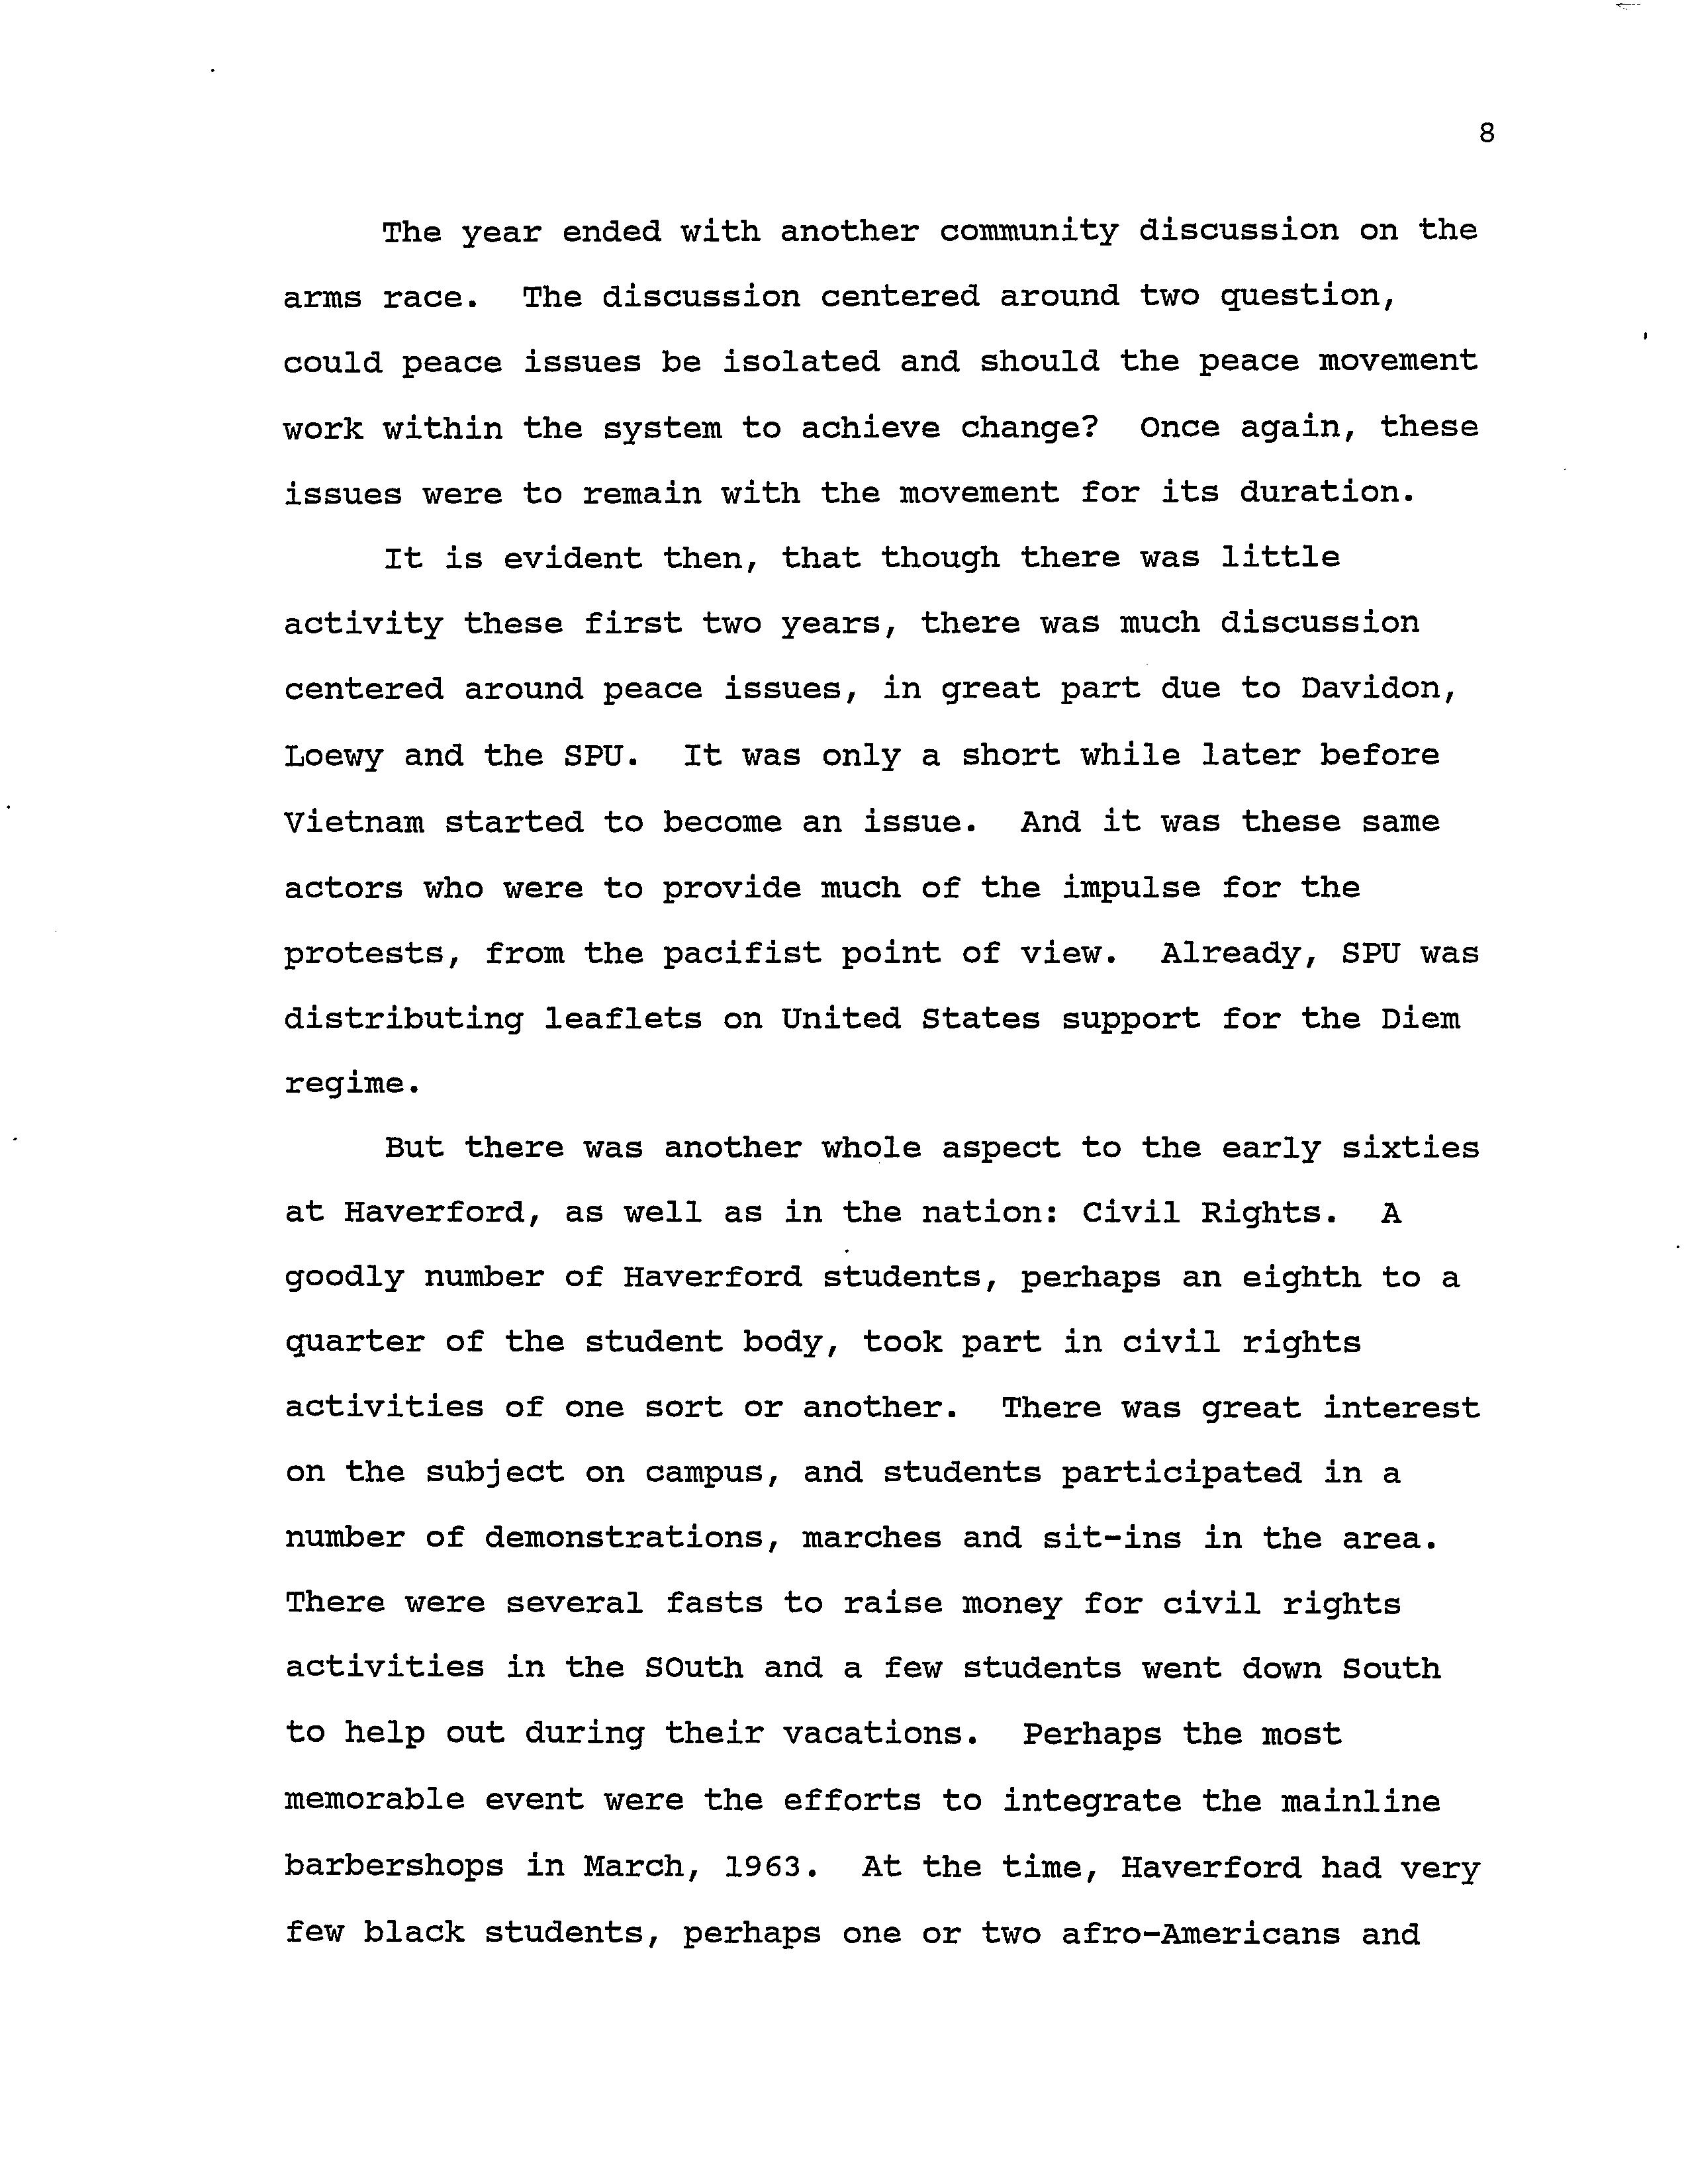 8
The year ended with another community discussion on the
arms race. The discussion centered around two question,
could peace issues be isolated and should the peace movement
work within the system to achieve change? Once again, these
issues were to remain with the movement for its duration.
It is evident then, that though there was little
activity these first two years, there was much discussion
centered around peace issues, in great part due to Davidon,
Loewy and the SPU. It was only a short while later before
Vietnam started to become an issue. And it was these same
actors who were to provide much of the impulse for the
protests, from the pacifist point of view. Already, SPU was
distributing leaflets on United States support for the Diem
regime.
But there was another whole aspect to the early sixties
at Haverford, as well as in the nation: Civil Rights. A
goodly number of Haverford students, perhaps an eighth to a
quarter of the student body, took part in civil rights
activities of one sort or another. There was great interest
on the subject on campus, and students participated in a
number of demonstrations, marches and sit-ins in the area.
There were several fasts to raise money for civil rights
activities in the SOuth and a few students went down South
to help out during their vacations. Perhaps the most
memorable event were the efforts to integrate the mainline
barbershops in March, 1963. At the time, Haverford had very
few black students, perhaps one or two afro-Americans and